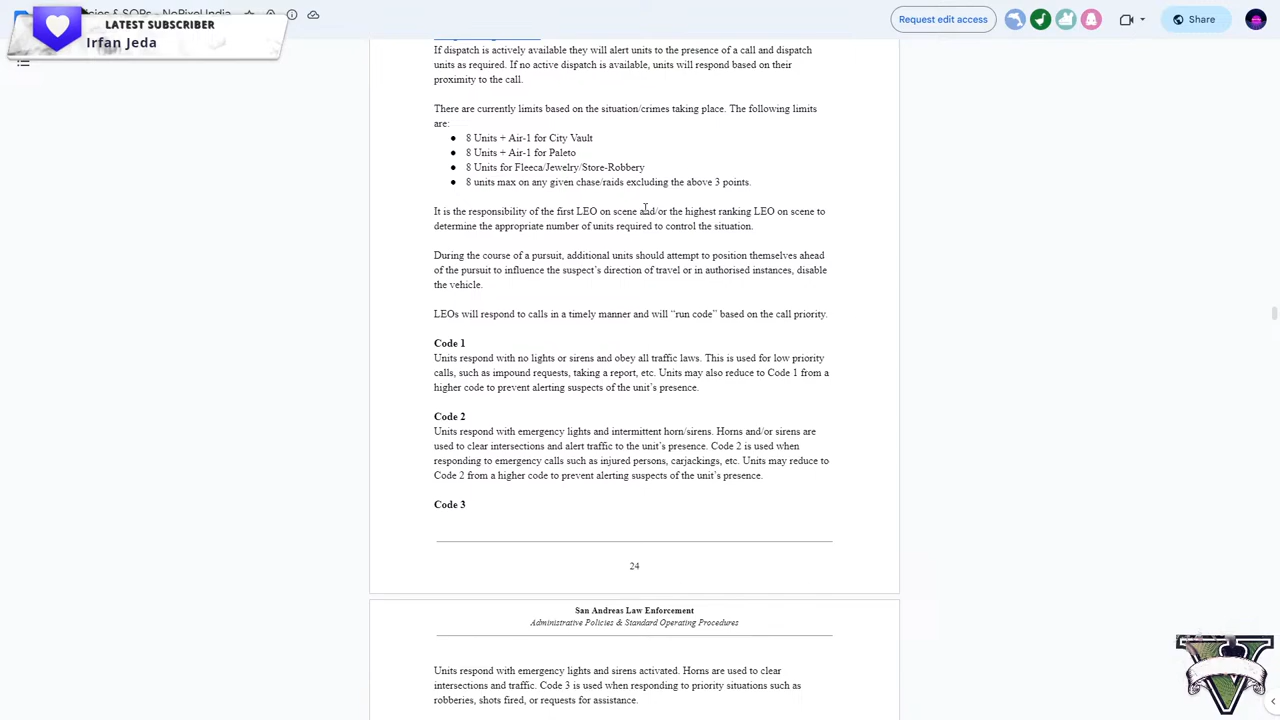 LATEST SUBSCRIBER
Irfan Jeda
cies & SOPs - NoPixel India
Request edit access
Share
If dispatch is actively available they will alert units to the presence of a call and dispatch
units as required. If no active dispatch is available, units will respond based on their
proximity to the call.
There are currently limits based on the situation/crimes taking place. The following limits
are:
● 8 Units + Air-1 for City Vault
● 8 Units + Air-1 for Paleto
● 8 Units for Fleeca/Jewelry/Store-Robbery
● 8 units max on any given chase/raids excluding the above 3 points.
It is the responsibility of the first LEO on scene and/or the highest ranking LEO on scene to
determine the appropriate number of units required to control the situation.
During the course of a pursuit, additional units should attempt to position themselves ahead
of the pursuit to influence the suspect’s direction of travel or in authorised instances, disable
the vehicle.
LEOs will respond to calls in a timely manner and will “run code” based on the call priority.
Code 1
Units respond with no lights or sirens and obey all traffic laws. This is used for low priority
calls, such as impound requests, taking a report, etc. Units may also reduce to Code 1 from a
higher code to prevent alerting suspects of the unit’s presence.
Code 2
Units respond with emergency lights and intermittent horn/sirens. Horns and/or sirens are
used to clear intersections and alert traffic to the unit’s presence. Code 2 is used when
responding to emergency calls such as injured persons, carjackings, etc. Units may reduce to
Code 2 from a higher code to prevent alerting suspects of the unit’s presence.
Code 3
24
San Andreas Law Enforcement
Administrative Policies & Standard Operating Procedures
Units respond with emergency lights and sirens activated. Horns are used to clear
intersections and traffic. Code 3 is used when responding to priority situations such as
robberies, shots fired, or requests for assistance.
V